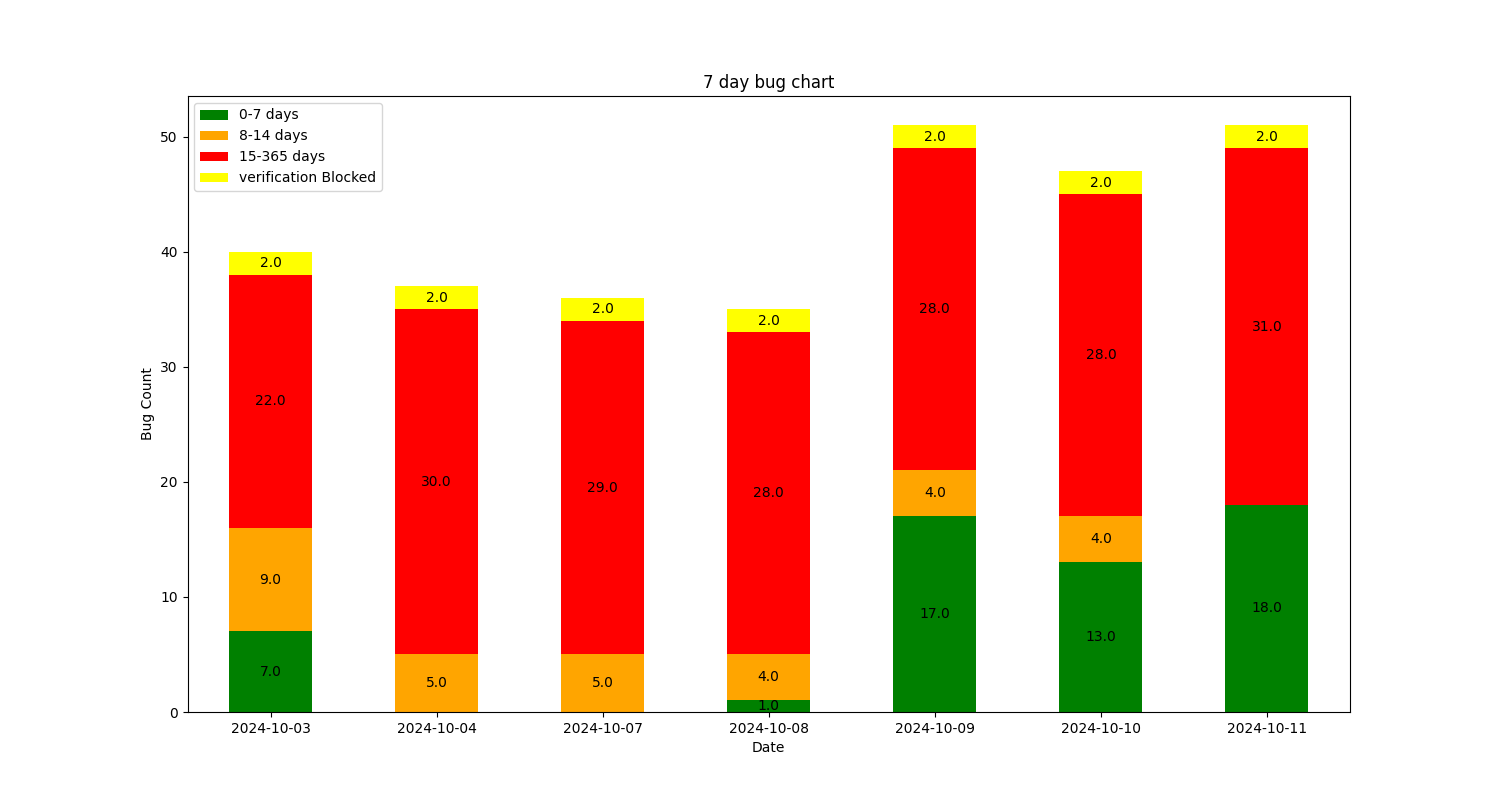 7 day bug chart
0-7 days
8-14 days
15-365 days
verification Blocked
Bug Count
50
40
30
20
10
0
2.0 2.0 2.0 2.0 2.0 2.0 2.0
22.0 30.0 29.0 28.0 28.0 28.0 31.0
9.0 5.0 5.0 4.0 4.0 4.0
7.0 1.0 17.0 13.0 18.0
2024-10-03 2024-10-04 2024-10-07 2024-10-08 2024-10-09 2024-10-10 2024-10-11
Date